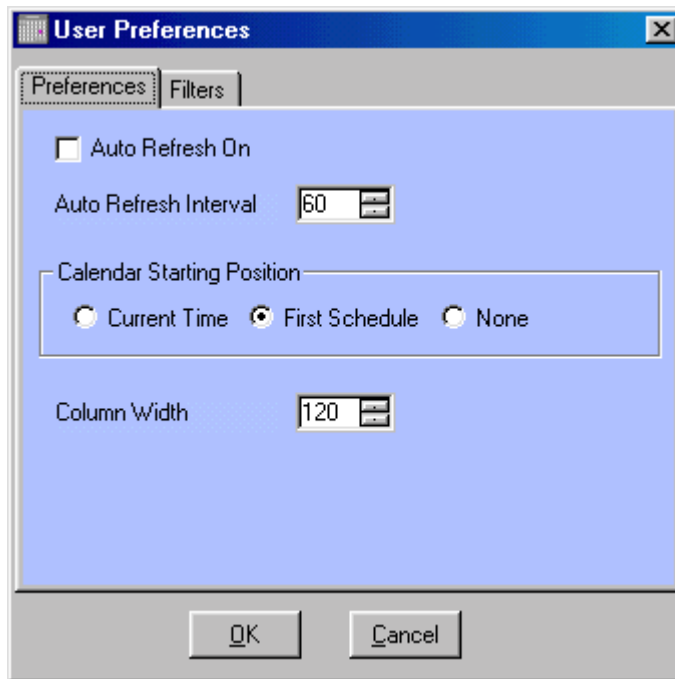 User Preferences
Preferences Filters
Auto Refresh On
Auto Refresh Interval 60
Calendar Starting Position
Current Time First Schedule None
Column Width 120
OK Cancel